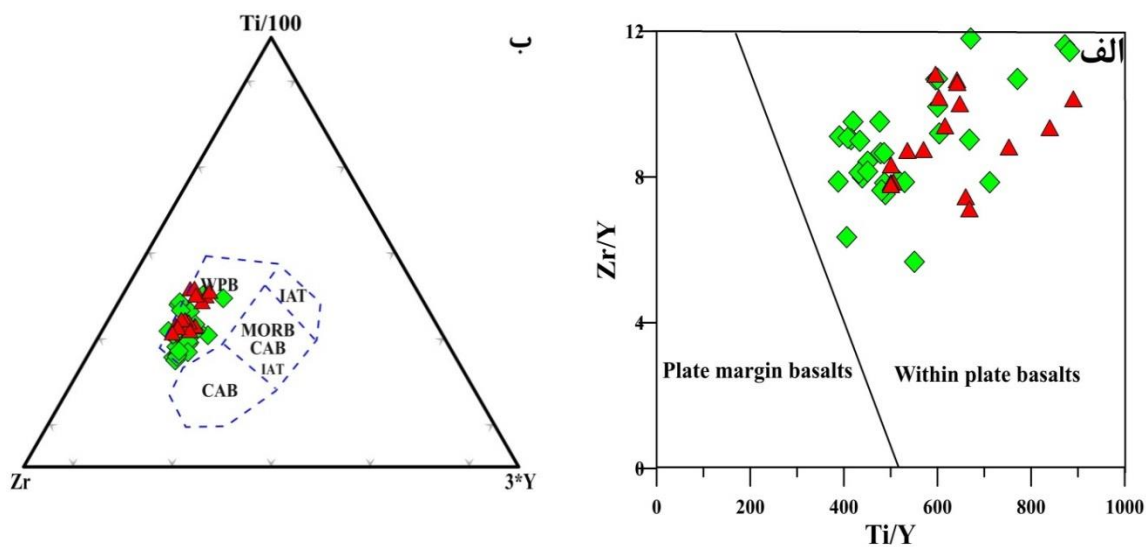 Ti/100
ب
WPB
IAT
MORB
CAB
IAT
CAB
Zr
3*Y
الف
12
8
4
0
Zr/Y
Plate margin basalts
Within plate basalts
0
200
400
600
800
1000
Ti/Y